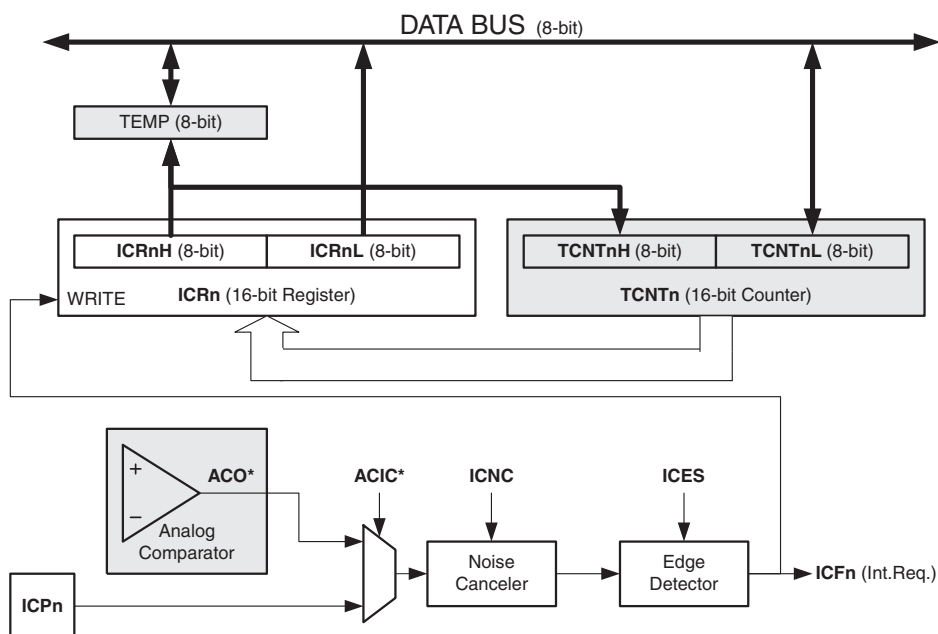 DATA BUS (8-bit)
TEMP (8-bit)
ICRnH (8-bit)
ICRnL (8-bit)
TCNTnH (8-bit)
TCNTnL (8-bit)
WRITE
ICRn (16-bit Register)
TCNTn (16-bit Counter)
+
−
ACO*
Analog
Comparator
ACIC*
ICNC
ICES
Noise
Canceler
Edge
Detector
ICFn (Int.Req.)
ICPn